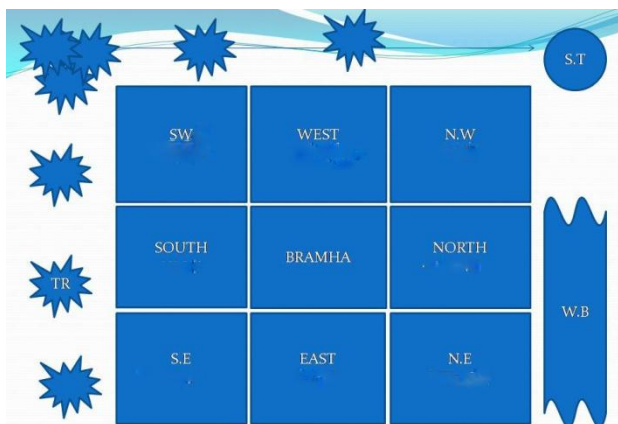 S.T
SW WEST N.W
SOUTH BRAMHA NORTH
TR
W.B
S.E EAST N.E